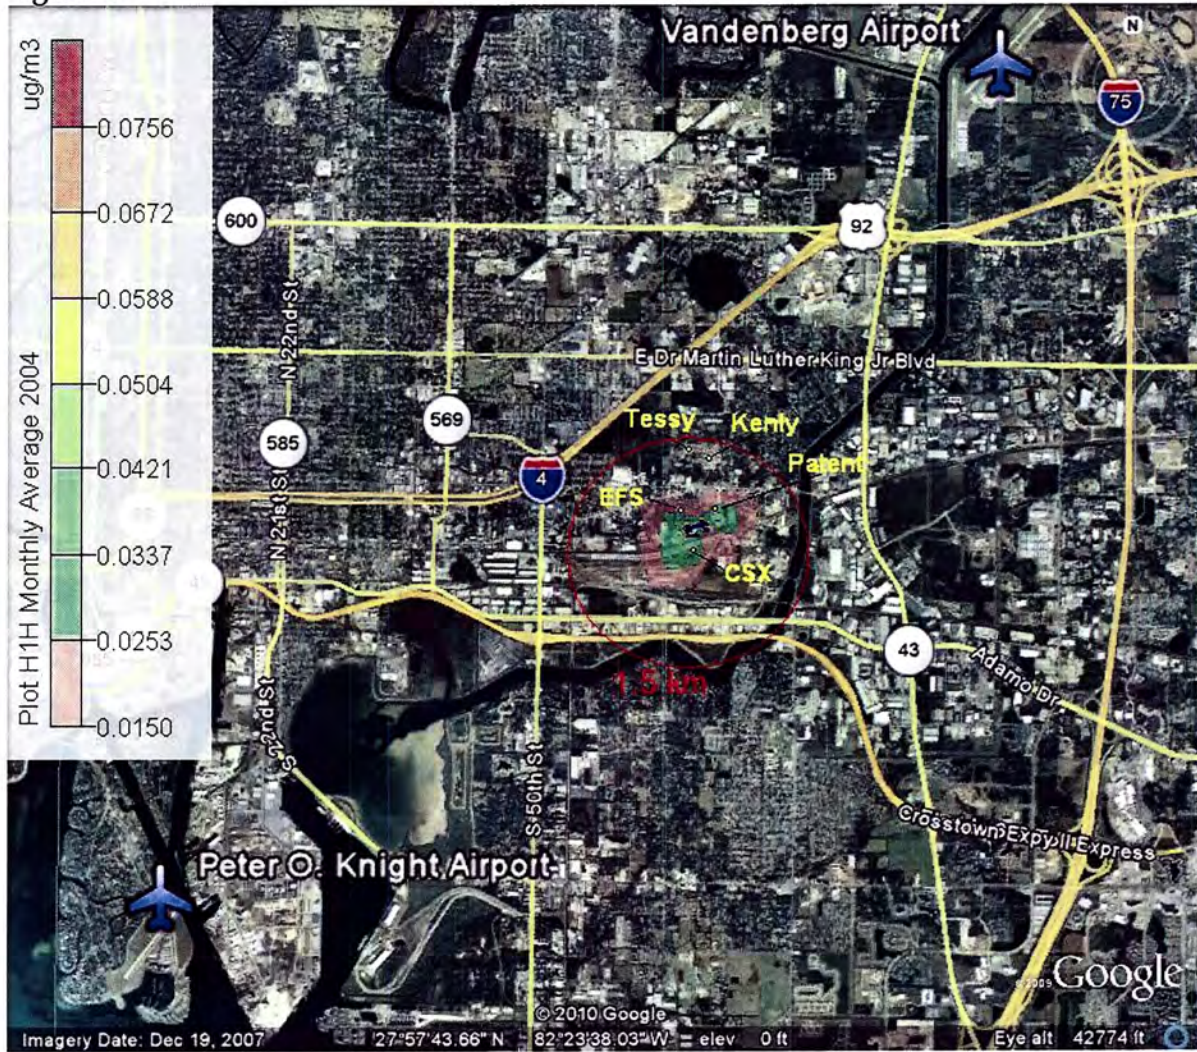 Vandenberg Airport
N
75
ug/m3
0.0756
0.0672
0.0588
0.0504
0.0421
0.0337
0.0253
0.0150
Plot H1H Monthly Average 2004
600
92
N 22nd St
E Dr Martin Luther King Jr Blvd
569
585
4
Tessy
Kenly
Patent
EFS
CSX
N 21st St
1.5 km
43
Adamo Dr
S 22nd St
S 50th St
Crosstown Expy II Express
Peter O. Knight Airport
Google
©2009
© 2010 Google
Imagery Date: Dec 19, 2007
27°57'43.66" N
82°23'38.03" W
elev 0 ft
Eye alt 42774 ft